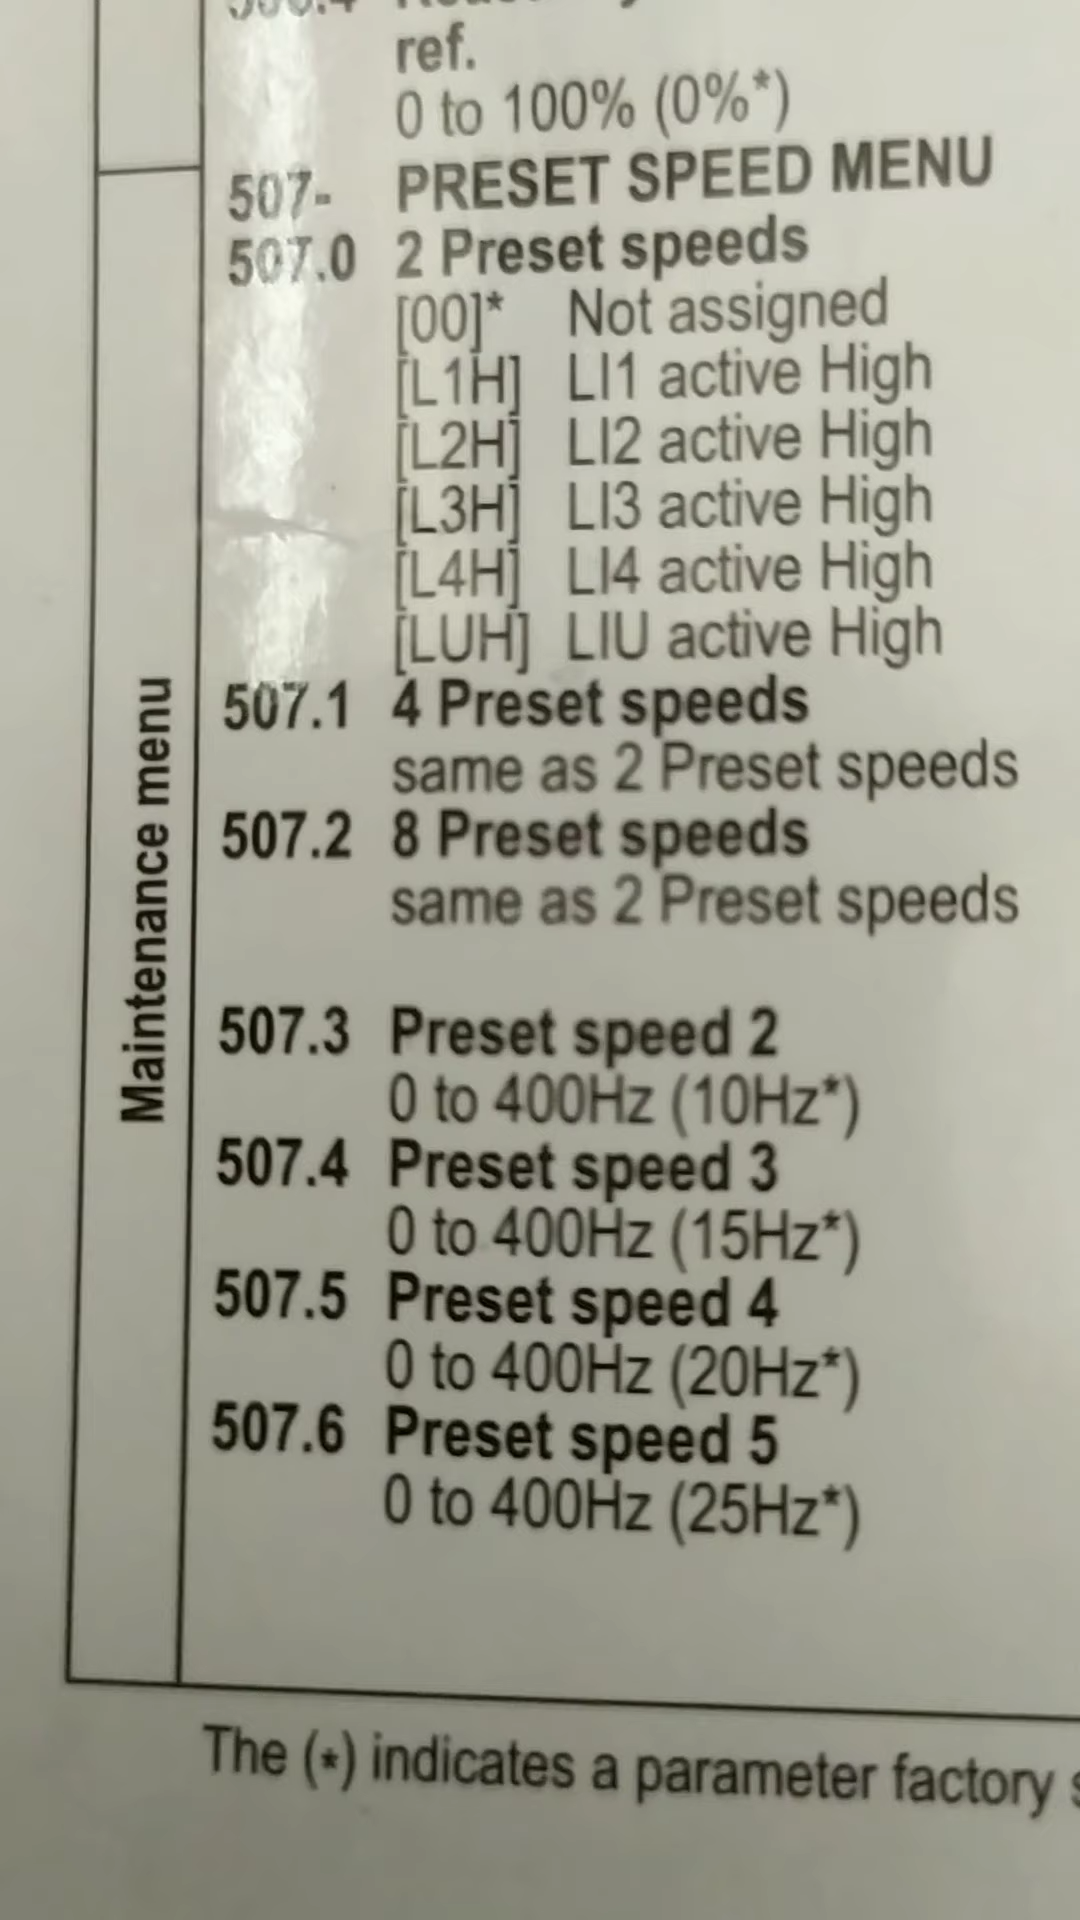 ref.
0 to 100% (0%*)
507- PRESET SPEED MENU
507.0 2 Preset speeds
[00]* Not assigned
[L1H] LI1 active High
[L2H] LI2 active High
[L3H] LI3 active High
[L4H] LI4 active High
[LUH] LIU active High
507.1 4 Preset speeds
same as 2 Preset speeds
507.2 8 Preset speeds
same as 2 Preset speeds
507.3 Preset speed 2
0 to 400Hz (10Hz*)
507.4 Preset speed 3
0 to 400Hz (15Hz*)
507.5 Preset speed 4
0 to 400Hz (20Hz*)
507.6 Preset speed 5
0 to 400Hz (25Hz*)
Maintenance menu
The (*) indicates a parameter factory